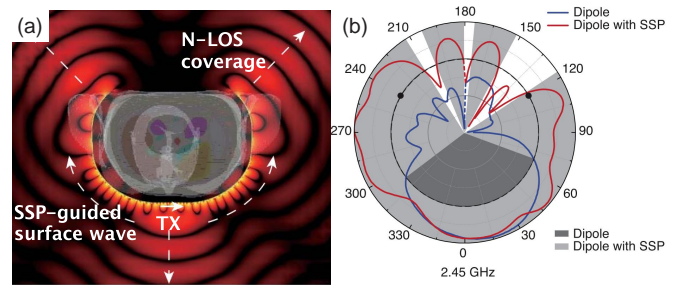 (a)
N-LOS
coverage
SSP-guided
surface wave
TX
(b)
Dipole
Dipole with SSP
180
210
150
240
120
270
90
300
60
330
30
0
2.45 GHz
Dipole
Dipole with SSP